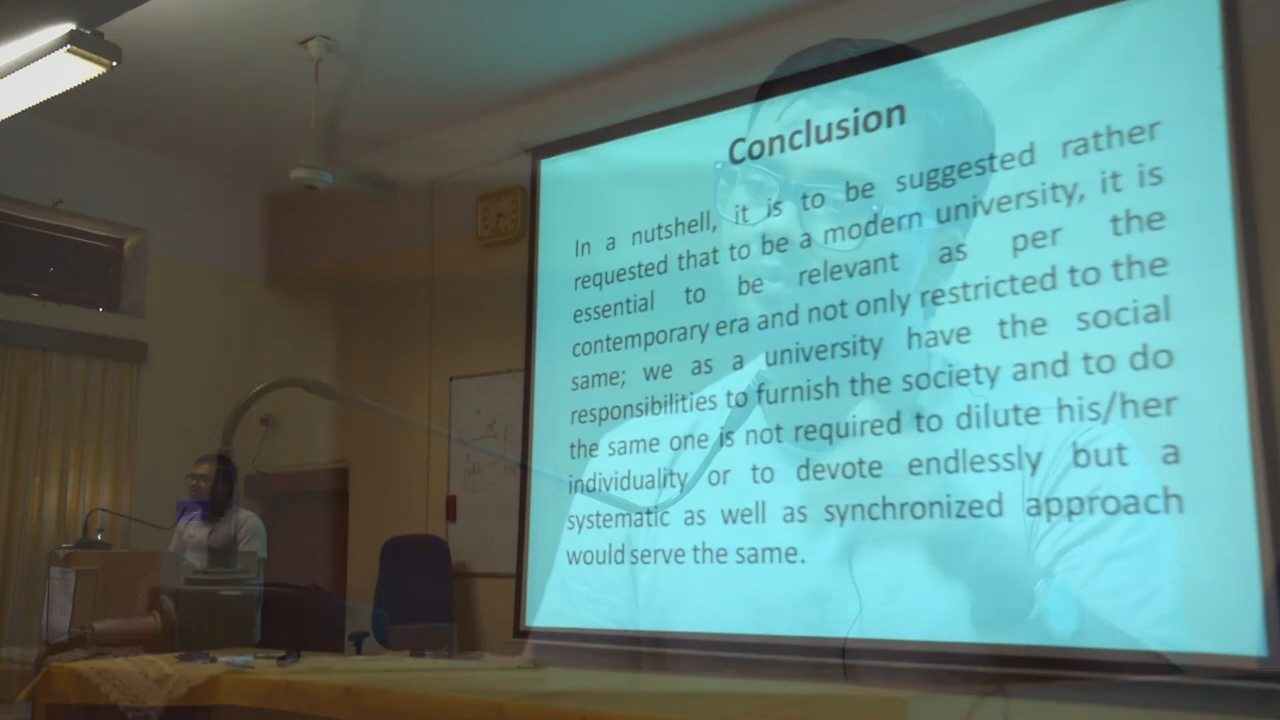 Conclusion
In a nutshell, it is to be suggested rather
requested that to be a modern university, it is
essential to be relevant as per the
contemporary era and not only restricted to the
same; we as a university have the social
responsibilities to furnish the society and to do
the same one is not required to dilute his/her
individuality or to devote endlessly but a
systematic as well as synchronized approach
would serve the same.